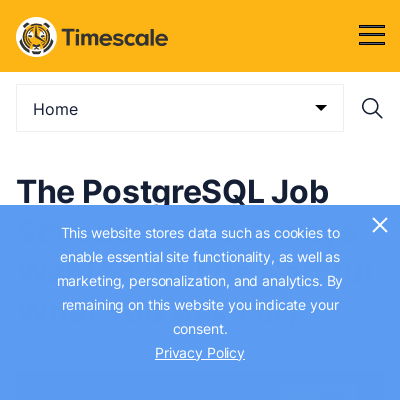 Timescale
Home
The PostgreSQL Job
This website stores data such as cookies to
enable essential site functionality, as well as
marketing, personalization, and analytics. By
remaining on this website you indicate your
consent.
Privacy Policy